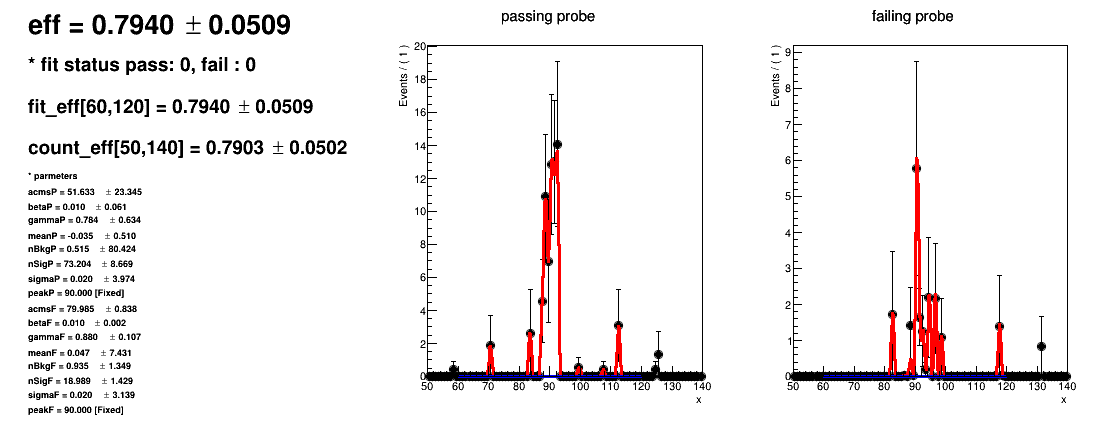 eff = 0.7940 ± 0.0509
* fit status pass: 0, fail : 0
fit_eff[60,120] = 0.7940 ± 0.0509
count_eff[50,140] = 0.7903 ± 0.0502
* parmeters
acmsP = 51.633 ± 23.345
betaP = 0.010 ± 0.061
gammaP = 0.784 ± 0.634
meanP = -0.035 ± 0.510
nBkgP = 0.515 ± 80.424
nSigP = 73.204 ± 8.669
sigmaP = 0.020 ± 3.974
peakP = 90.000 [Fixed]
acmsF = 79.985 ± 0.838
betaF = 0.010 ± 0.002
gammaF = 0.880 ± 0.107
meanF = 0.047 ± 7.431
nBkgF = 0.935 ± 1.349
nSigF = 18.989 ± 1.429
sigmaF = 0.020 ± 3.139
peakF = 90.000 [Fixed]
passing probe
Events / ( 1 )
20
18
16
14
12
10
8
6
4
2
0
50 60 70 80 90 100 110 120 130 140
x
failing probe
Events / ( 1 )
9
8
7
6
5
4
3
2
1
0
50 60 70 80 90 100 110 120 130 140
x